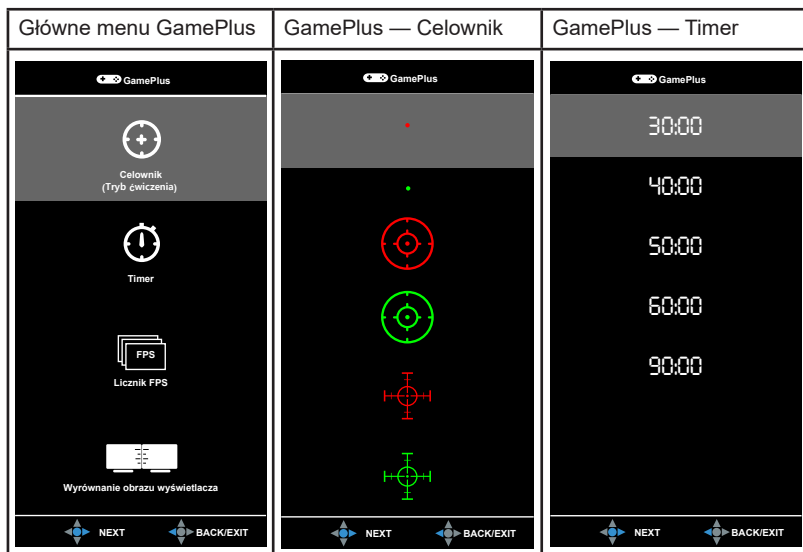 Główne menu GamePlus
GamePlus — Celownik
GamePlus — Timer
GamePlus
Celownik
(Tryb ćwiczenia)
Timer
FPS
Licznik FPS
Wyrównanie obrazu wyświetlacza
NEXT BACK/EXIT
GamePlus
NEXT BACK/EXIT
GamePlus
30:00
40:00
50:00
60:00
90:00
NEXT BACK/EXIT